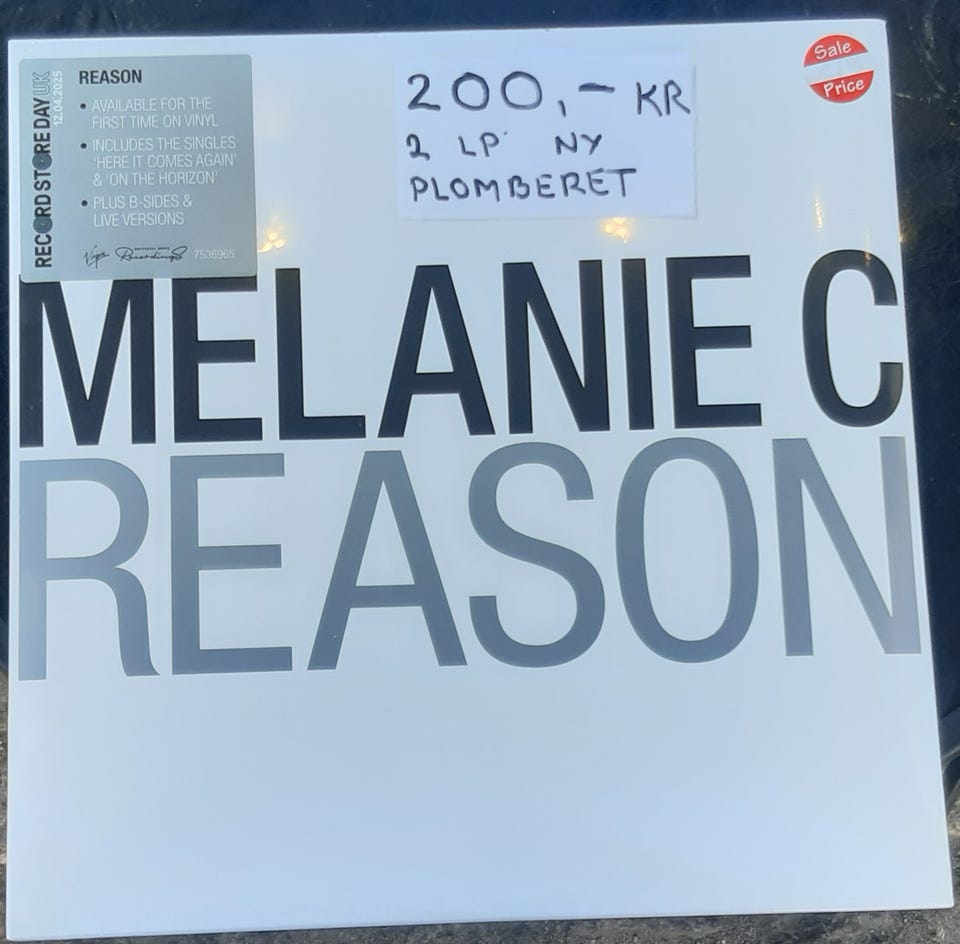 RECORD STORE DAY UK
12.04.2025
REASON
• AVAILABLE FOR THE
FIRST TIME ON VINYL
• INCLUDES THE SINGLES
'HERE IT COMES AGAIN'
& 'ON THE HORIZON'
• PLUS B-SIDES &
LIVE VERSIONS
Virgin Recordings 7536965
200,- KR
2 LP NY
PLOMBERET
Sale
Price
MELANIE C
REASON